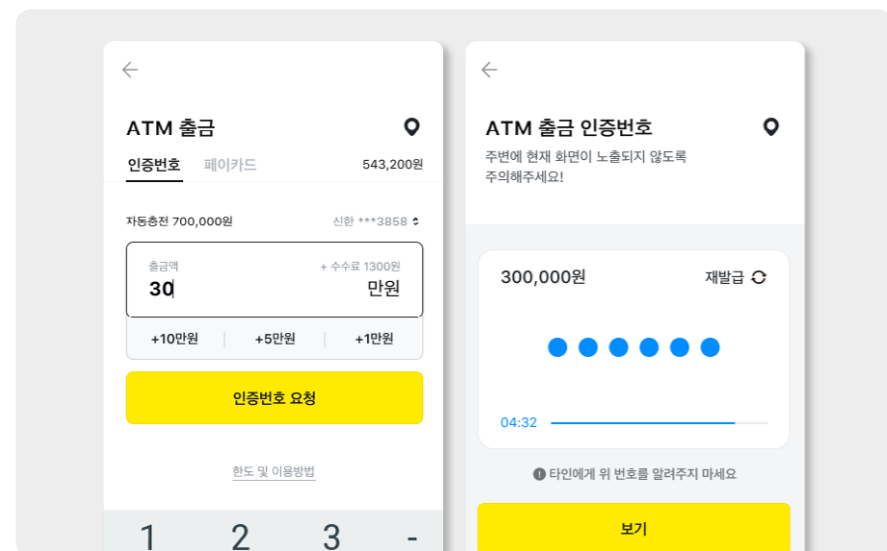 ATM 출금
인증번호 페이카드 543,200원
자동충전 700,000원 신한 ***3858
출금액 + 수수료 1300원
30 만원
+10만원 +5만원 +1만원
인증번호 요청
한도 및 이용방법
1 2 3 -
ATM 출금 인증번호
주변에 현재 화면이 노출되지 않도록
주의해주세요!
300,000원 재발급
04:32
타인에게 위 번호를 알려주지 마세요
보기